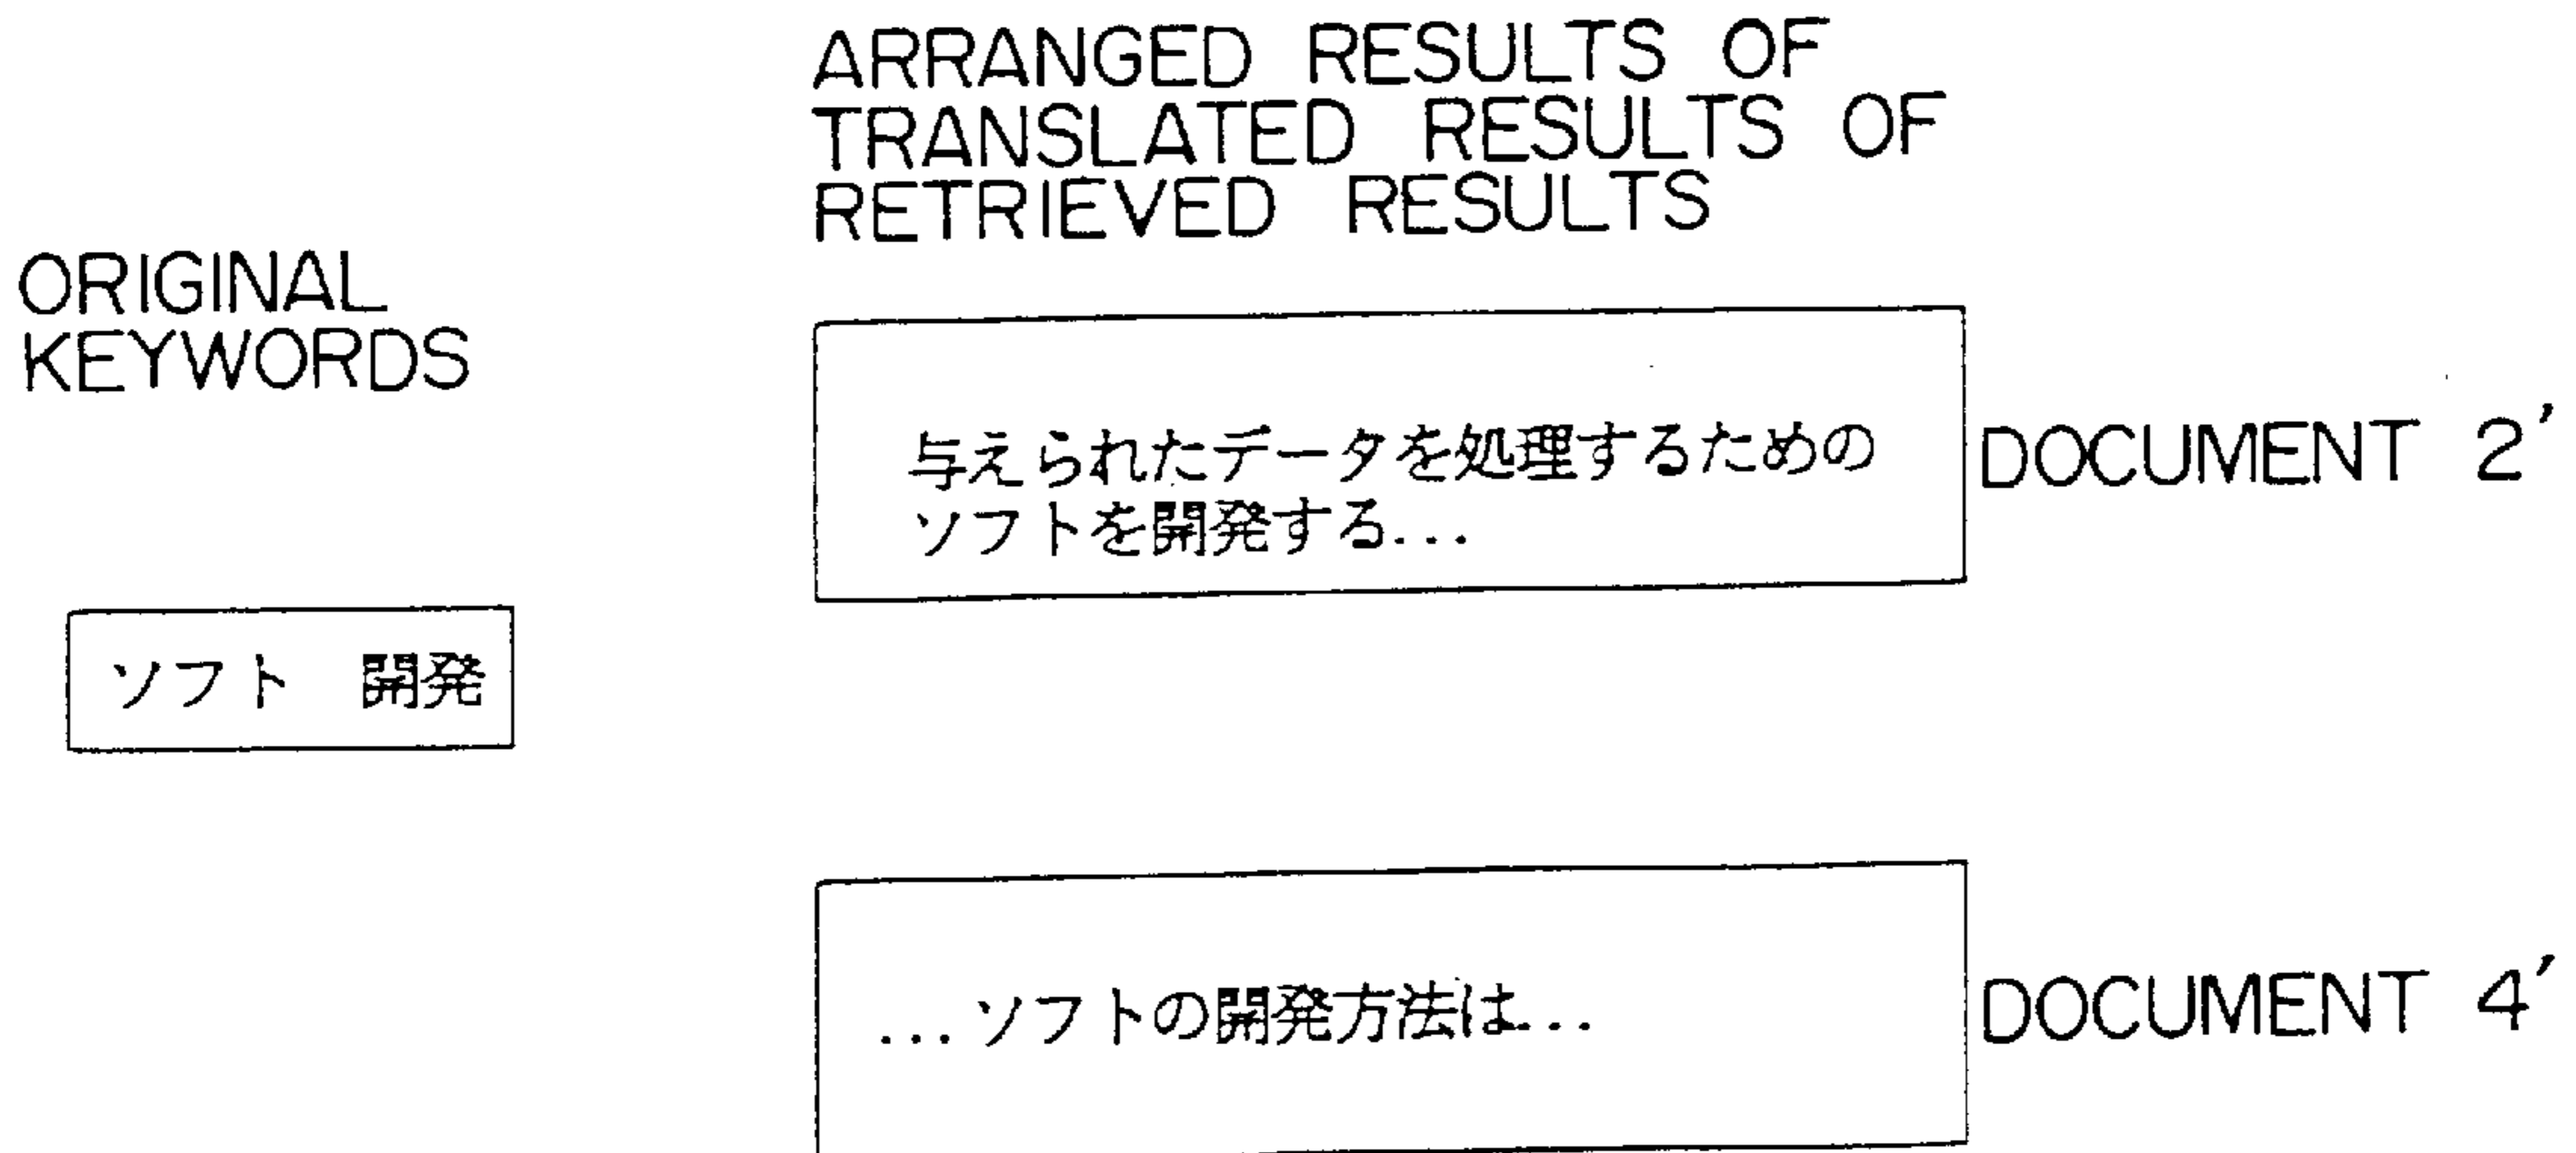 ARRANGED RESULTS OF
TRANSLATED RESULTS OF
RETRIEVED RESULTS
ORIGINAL
KEYWORDS
与えられたデータを処理するための
ソフトを開発する...
DOCUMENT 2'
ソフト 開発
...ソフトの開発方法は...
DOCUMENT 4'